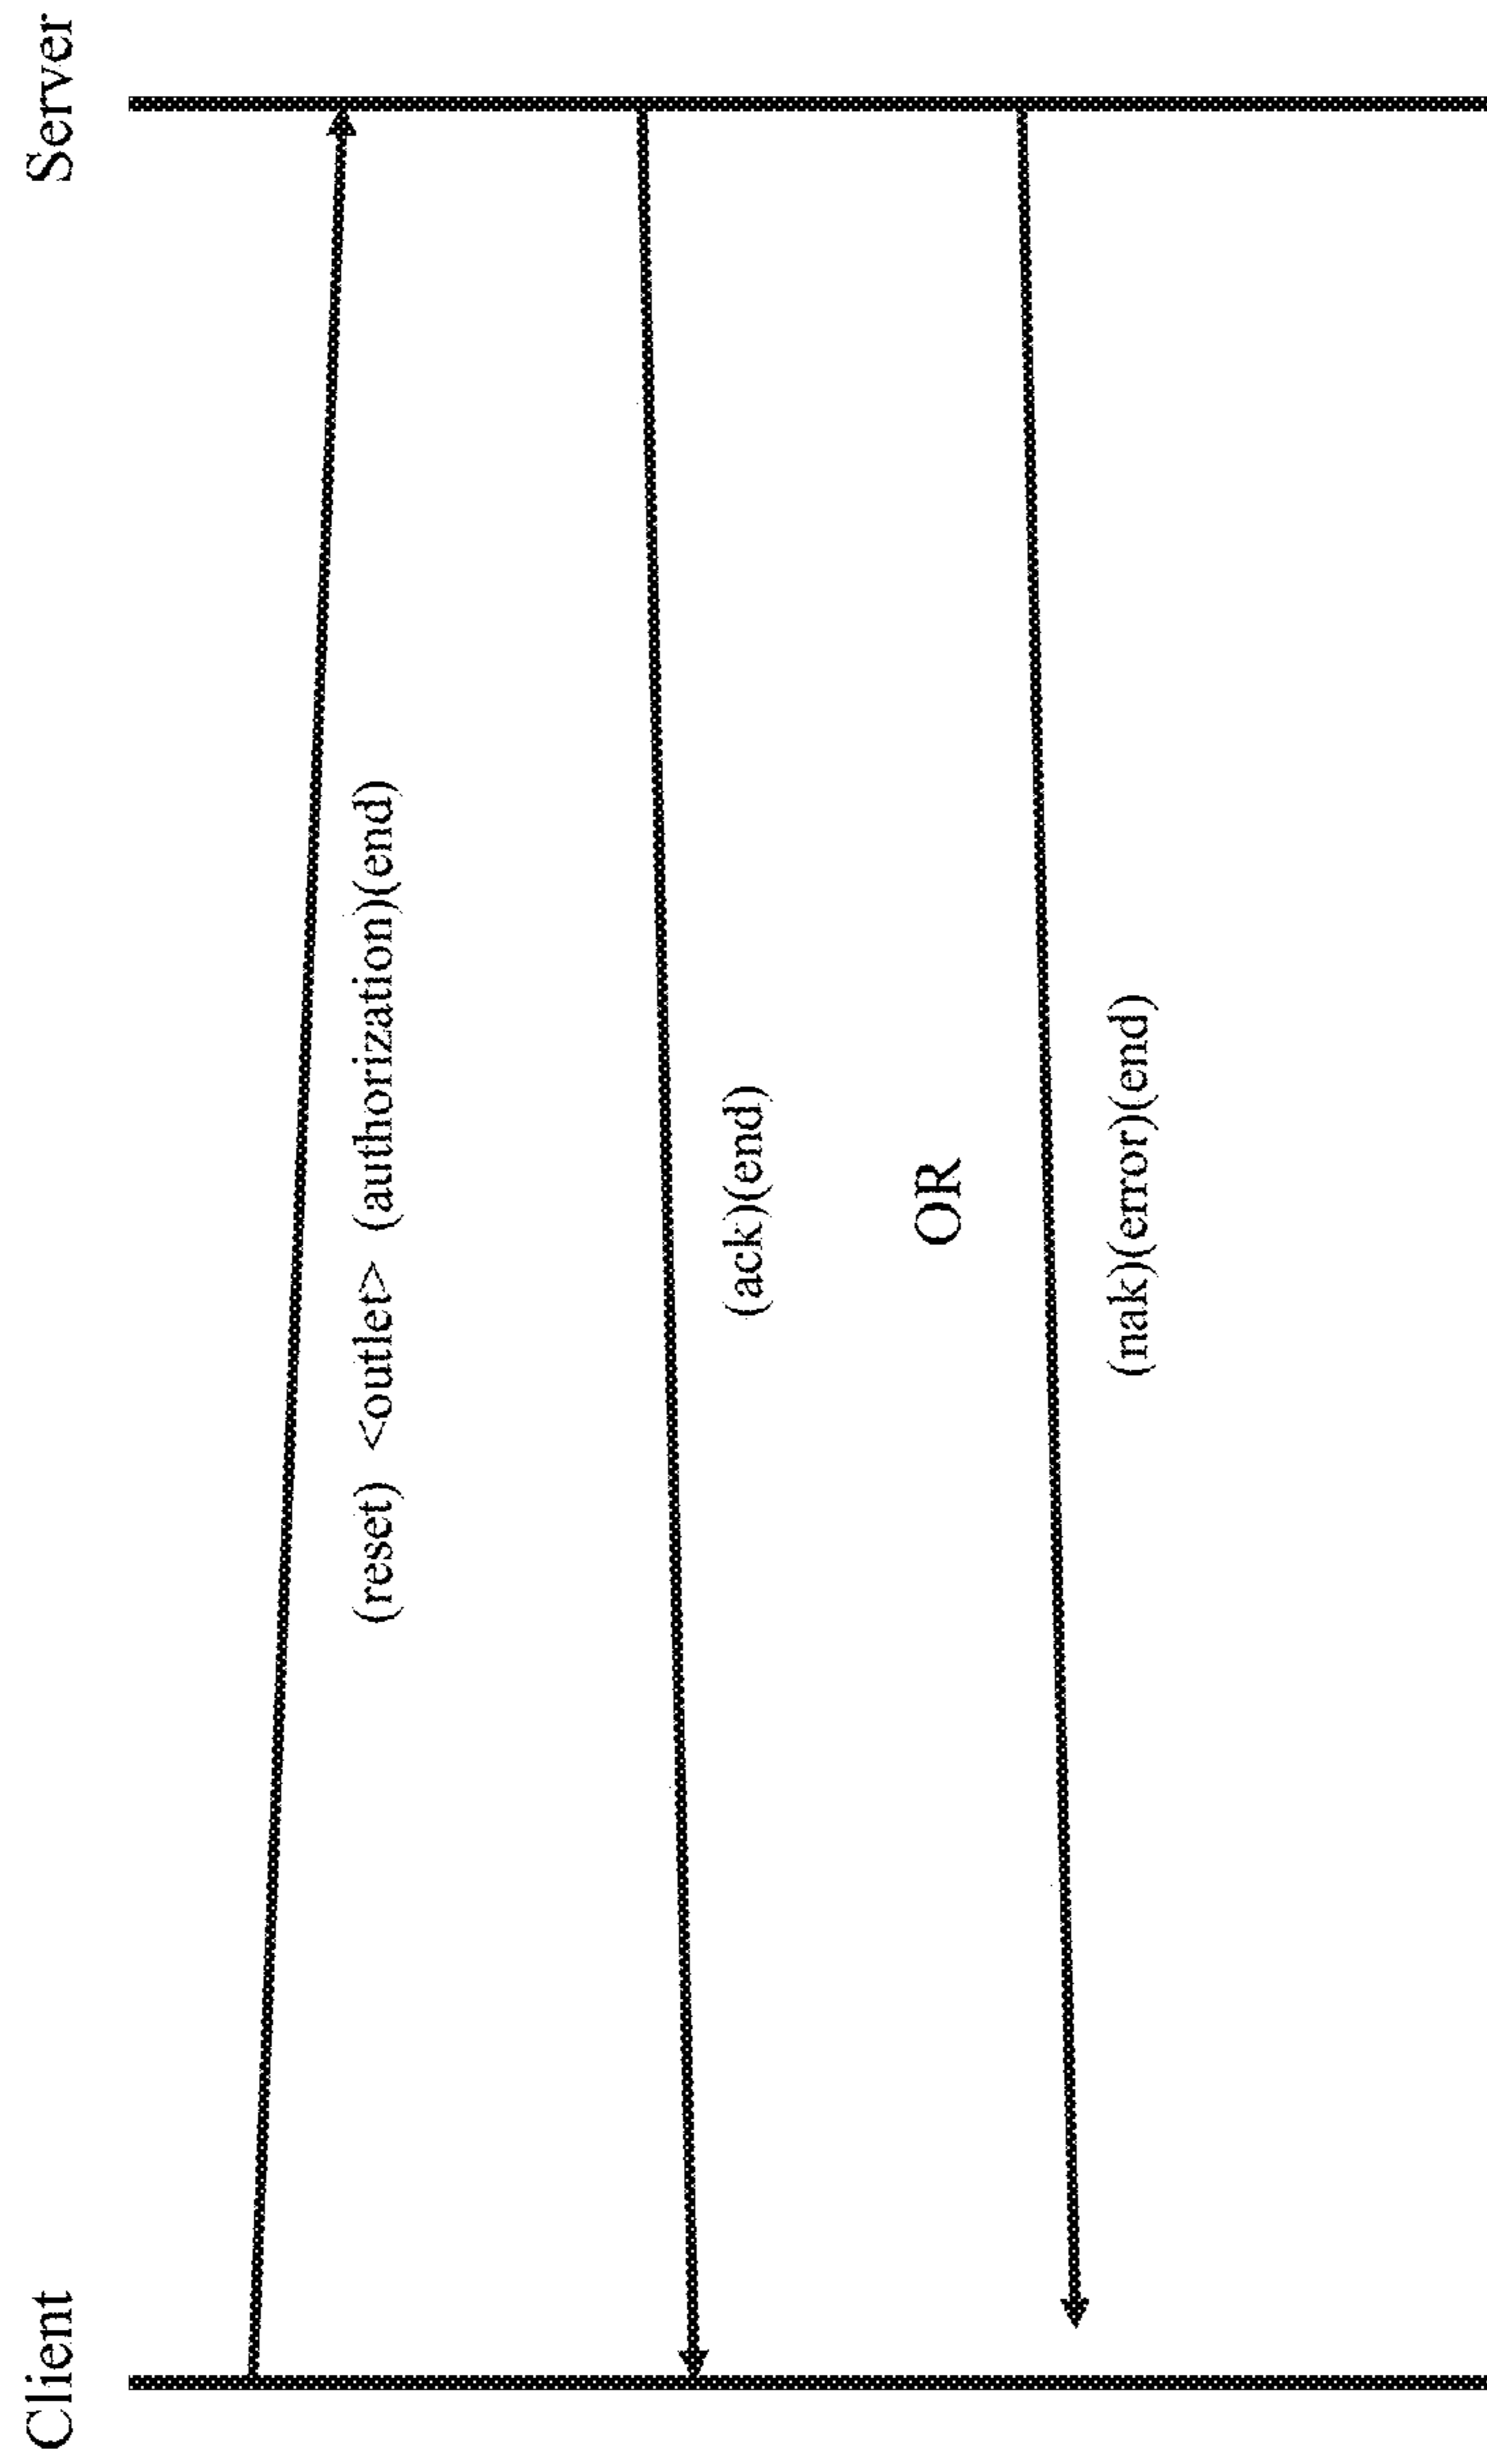 Client
Server
(reset) <outlet> (authorization)(end)
(ack)(end)
OR
(nak)(error)(end)